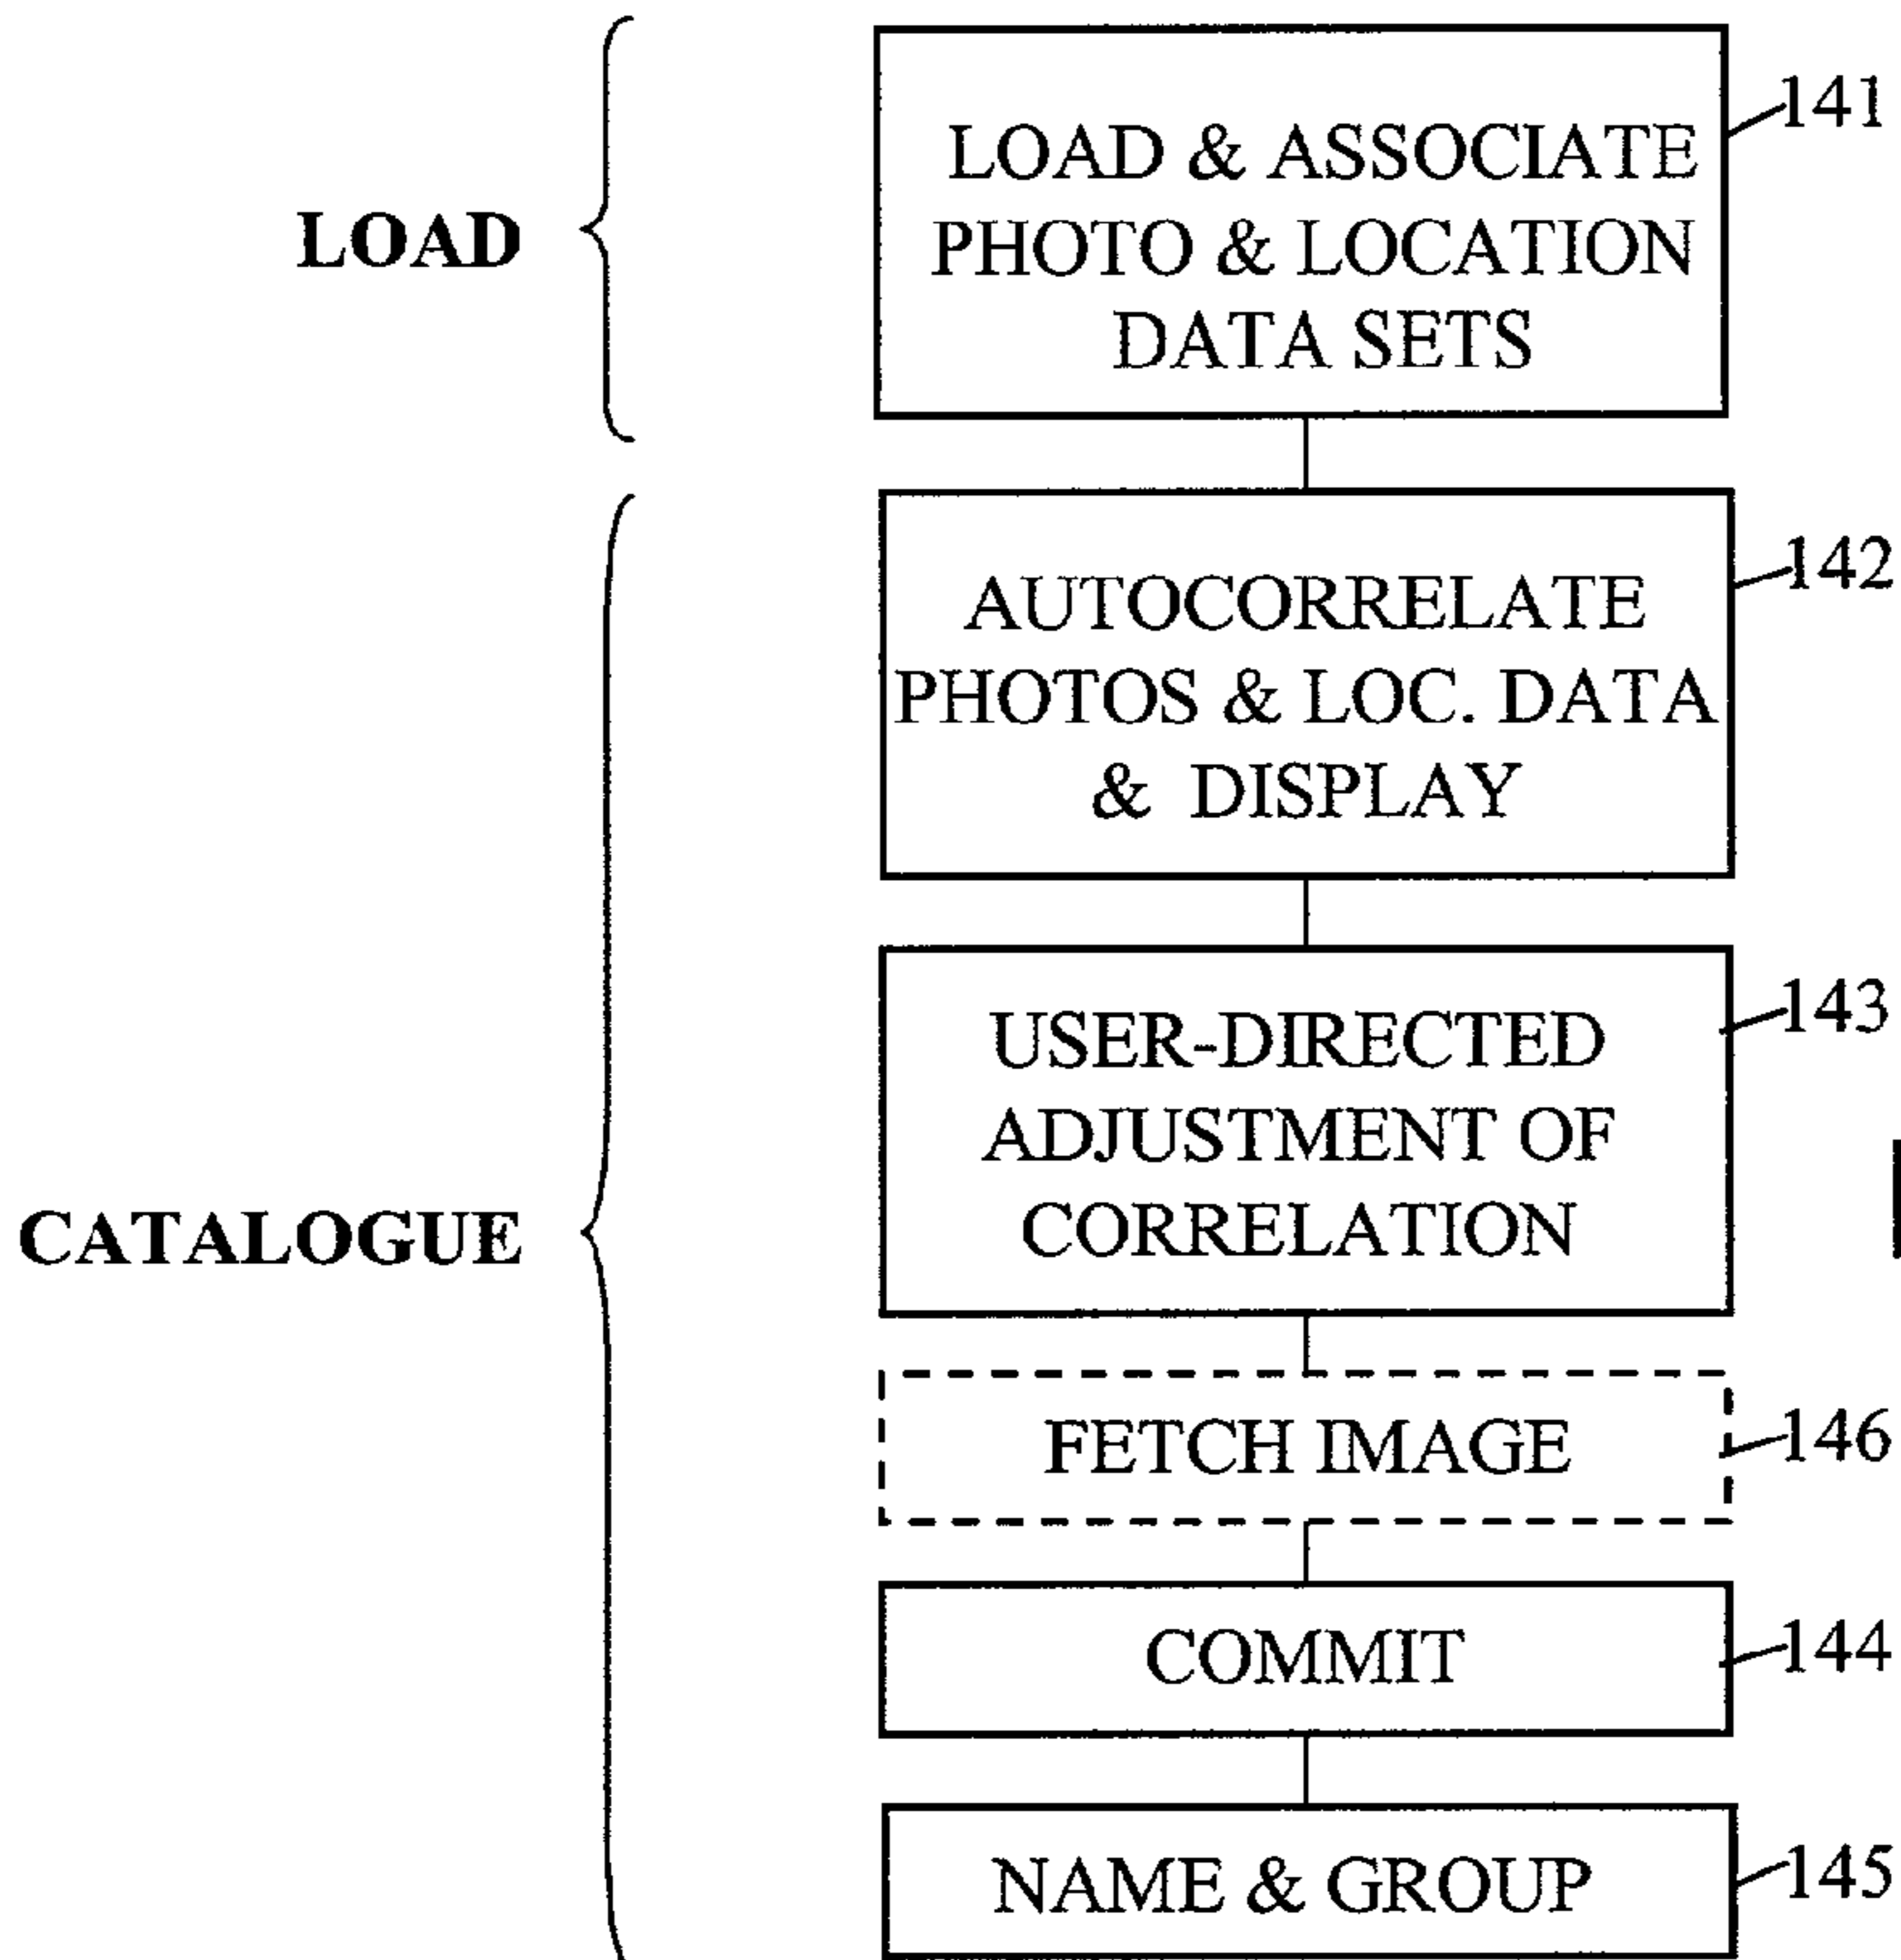 LOAD
LOAD & ASSOCIATE
PHOTO & LOCATION
DATA SETS
141
AUTOCORRELATE
PHOTOS & LOC. DATA
& DISPLAY
142
CATALOGUE
USER-DIRECTED
ADJUSTMENT OF
CORRELATION
143
FETCH IMAGE
146
COMMIT
144
NAME & GROUP
145